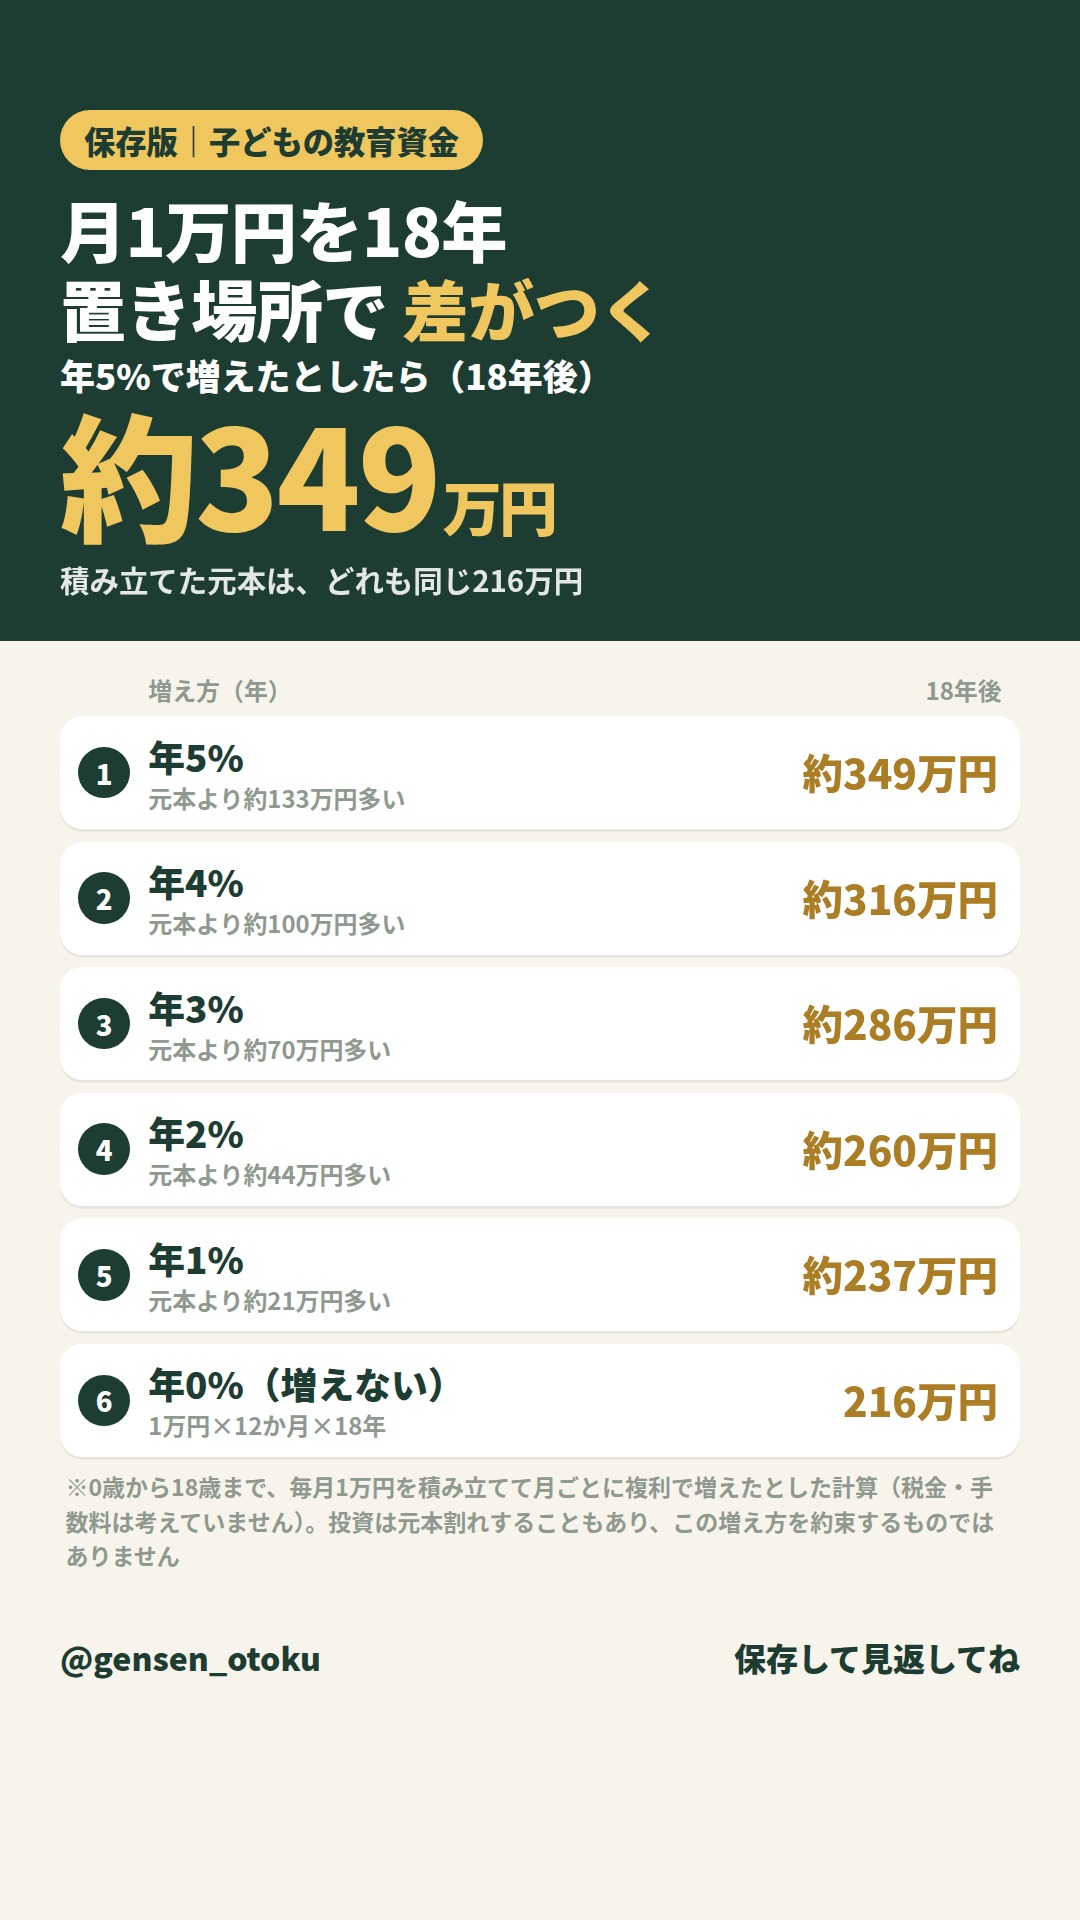 保存版｜子どもの教育資金
月1万円を18年
置き場所で 差がつく
年5%で増えたとしたら（18年後）
約349万円
積み立てた元本は、どれも同じ216万円
増え方（年） 18年後
1 年5% 約349万円
元本より約133万円多い
2 年4% 約316万円
元本より約100万円多い
3 年3% 約286万円
元本より約70万円多い
4 年2% 約260万円
元本より約44万円多い
5 年1% 約237万円
元本より約21万円多い
6 年0%（増えない） 216万円
1万円×12か月×18年
※0歳から18歳まで、毎月1万円を積み立てて月ごとに複利で増えたとした計算（税金・手
数料は考えていません）。投資は元本割れすることもあり、この増え方を約束するものでは
ありません
@gensen_otoku 保存して見返してね